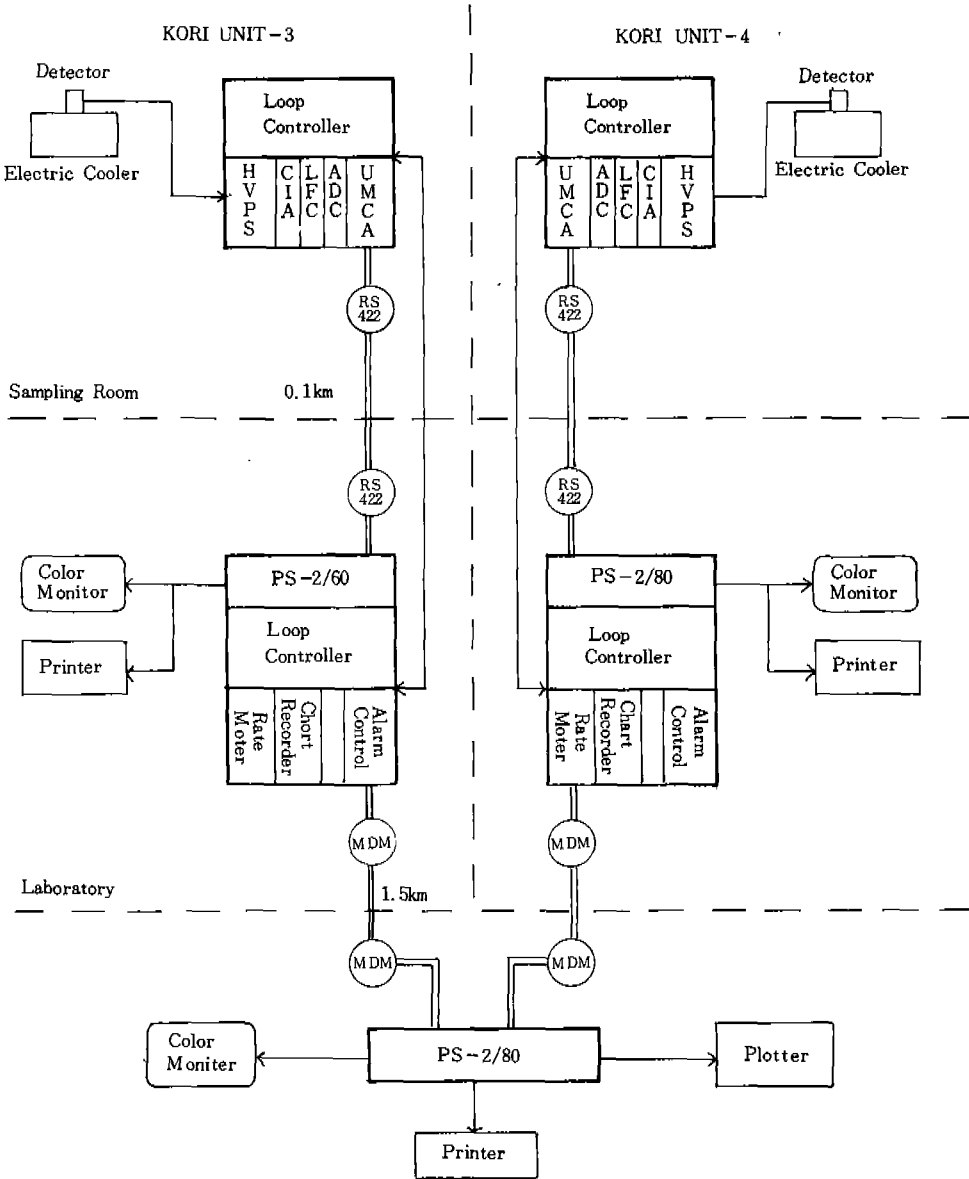 KORI UNIT-3
KORI UNIT-4
Detector
Electric Cooler
Loop
Controller
HVPS
CIA
LFC
ADC
UMCA
Loop
Controller
UMCA
ADC
LFC
CIA
HVPS
Detector
Electric Cooler
RS
422
RS
422
Sampling Room
0.1km
RS
422
RS
422
Color
Monitor
Printer
PS-2/60
Loop
Controller
Rate
Moter
Chort
Recorder
Alarm
Control
PS-2/80
Loop
Controller
Rate
Moter
Chart
Recorder
Alarm
Control
Color
Monitor
Printer
MDM
MDM
Laboratory
1.5km
MDM
MDM
Color
Moniter
PS-2/80
Plotter
Printer